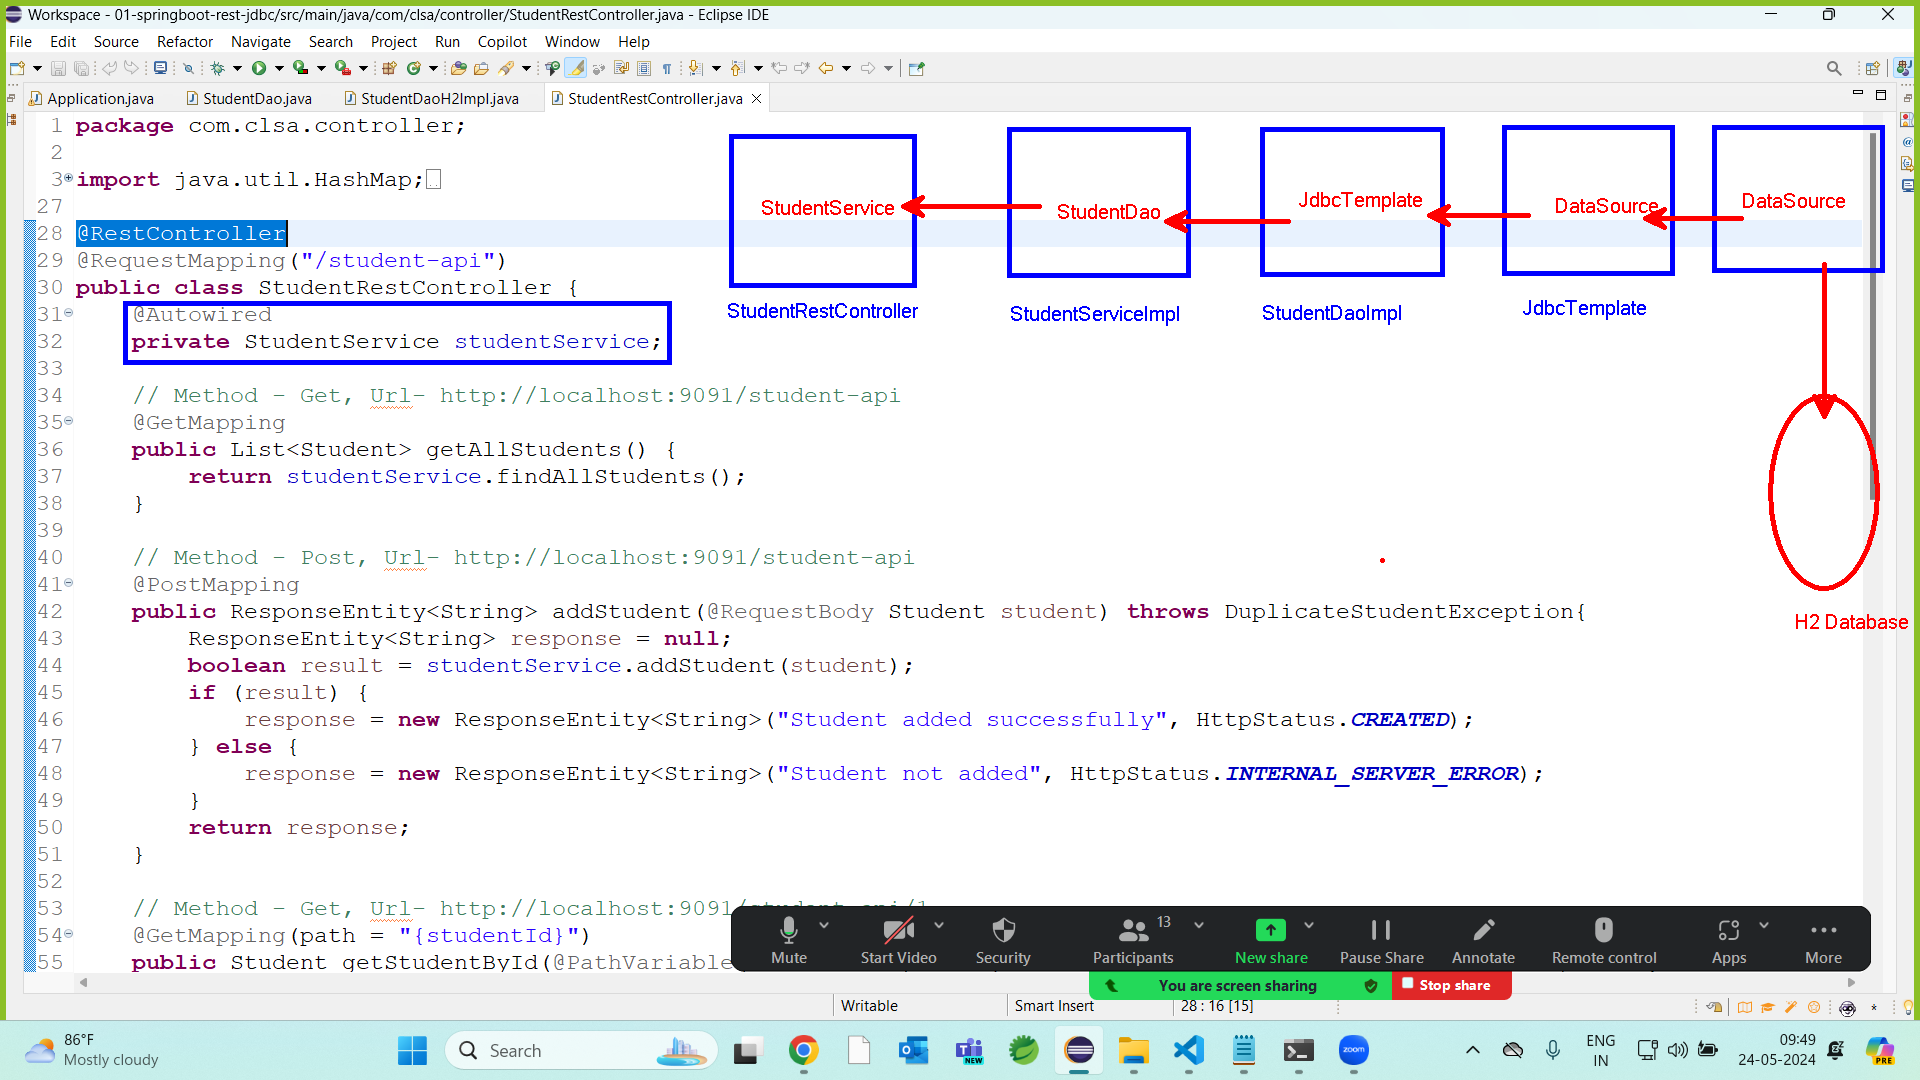 Workspace - 01-springboot-rest-jdbc/src/main/java/com/clsa/controller/StudentRestController.java - Eclipse IDE
File Edit Source Refactor Navigate Search Project Run Copilot Window Help
Application.java StudentDao.java StudentDaoH2Impl.java StudentRestController.java
1 package com.clsa.controller;
2
3 import java.util.HashMap;
27
28 @RestController
29 @RequestMapping("/student-api")
30 public class StudentRestController {
31 @Autowired
32 private StudentService studentService;
33
34 // Method - Get, Url- http://localhost:9091/student-api
35 @GetMapping
36 public List<Student> getAllStudents() {
37 return studentService.findAllStudents();
38 }
39
40 // Method - Post, Url- http://localhost:9091/student-api
41 @PostMapping
42 public ResponseEntity<String> addStudent(@RequestBody Student student) throws DuplicateStudentException{
43 ResponseEntity<String> response = null;
44 boolean result = studentService.addStudent(student);
45 if (result) {
46 response = new ResponseEntity<String>("Student added successfully", HttpStatus.CREATED);
47 } else {
48 response = new ResponseEntity<String>("Student not added", HttpStatus.INTERNAL_SERVER_ERROR);
49 }
50 return response;
51 }
52
53 // Method - Get, Url- http://localhost:9091/student-api/1
54 @GetMapping(path = "{studentId}")
55 public Student getStudentById(@PathVariable
StudentService StudentDao JdbcTemplate DataSource DataSource
StudentRestController StudentServiceImpl StudentDaoImpl JdbcTemplate
H2 Database
13
Mute Start Video Security Participants New share Pause Share Annotate Remote control Apps More
You are screen sharing Stop share
Writable Smart Insert 28 : 16 [15]
86°F
Mostly cloudy
Search
NEW
zoom
ENG
IN
09:49
24-05-2024
PRE